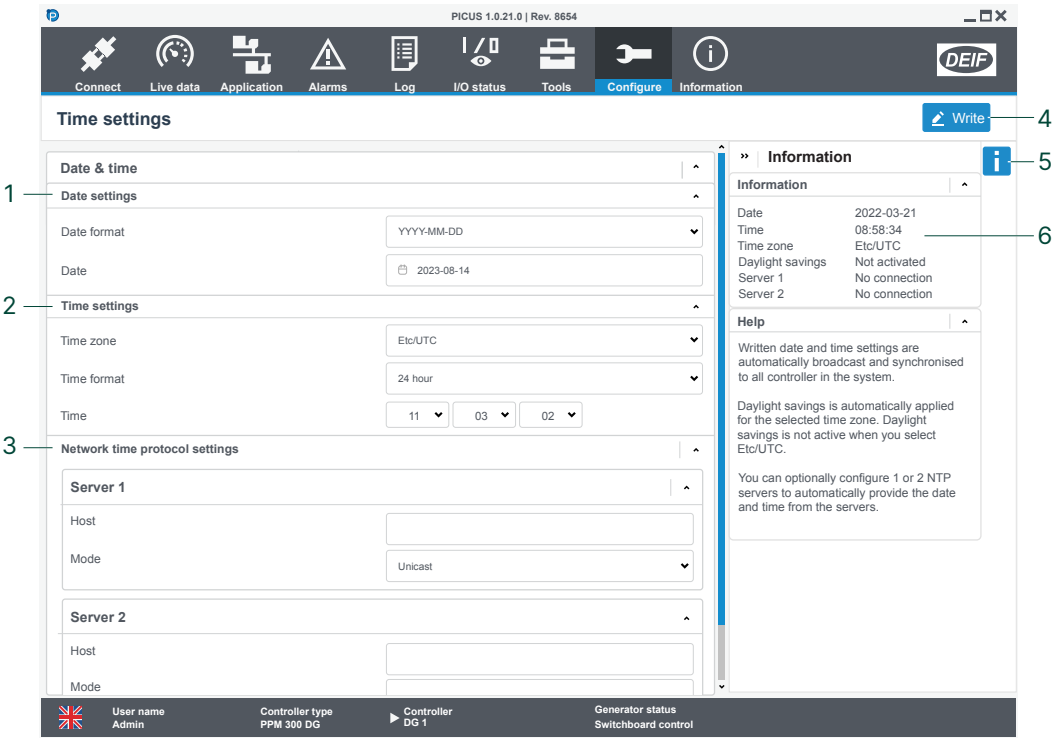 PICUS 1.0.21.0 | Rev. 8654
Connect
Live data
Application
Alarms
Log
I/O status
Tools
Configure
Information
DEIF
Time settings
Write
4
Date & time
1
Date settings
Date format
YYYY-MM-DD
Date
2023-08-14
2
Time settings
Time zone
Etc/UTC
Time format
24 hour
Time
11
03
02
3
Network time protocol settings
Server 1
Host
Mode
Unicast
Server 2
Host
Mode
Information
5
Information
Date 2022-03-21
Time 08:58:34
6
Time zone Etc/UTC
Daylight savings Not activated
Server 1 No connection
Server 2 No connection
Help
Written date and time settings are
automatically broadcast and synchronised
to all controller in the system.
Daylight savings is automatically applied
for the selected time zone. Daylight
savings is not active when you select
Etc/UTC.
You can optionally configure 1 or 2 NTP
servers to automatically provide the date
and time from the servers.
User name
Admin
Controller type
PPM 300 DG
Controller
DG 1
Generator status
Switchboard control